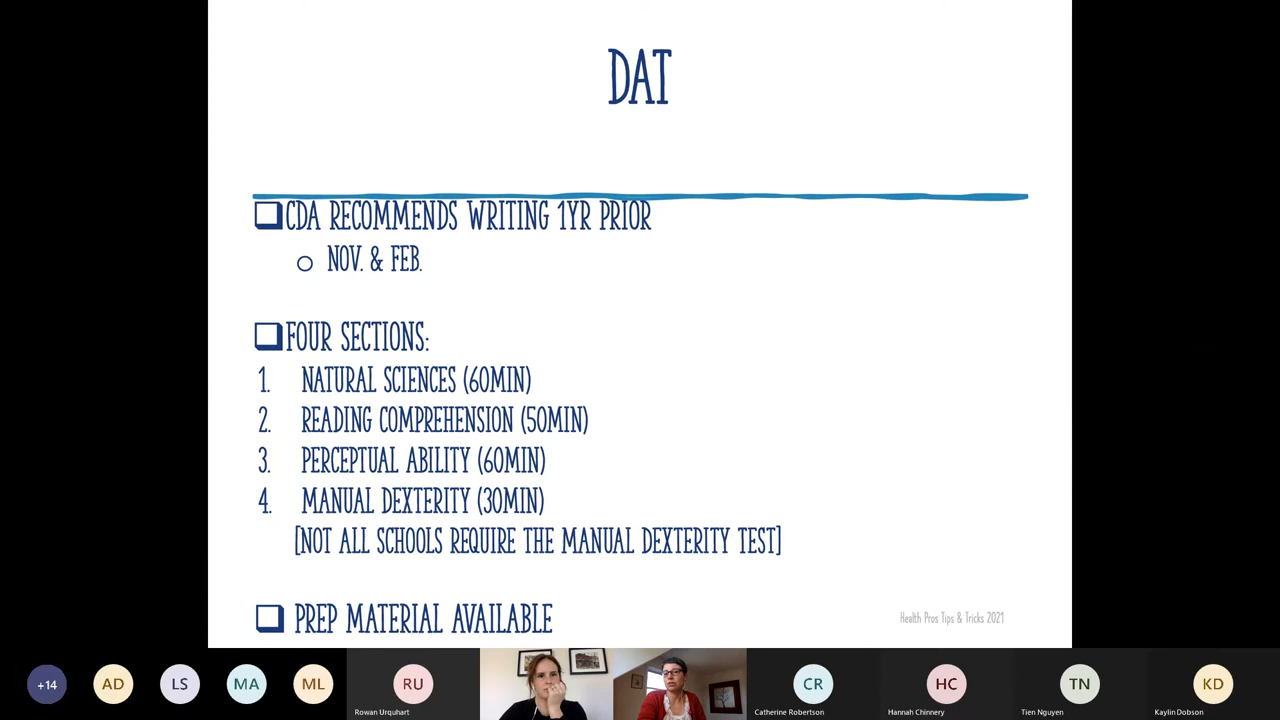 DAT
CDA RECOMMENDS WRITING 1YR PRIOR
NOV. & FEB.
FOUR SECTIONS:
1. NATURAL SCIENCES (60MIN)
2. READING COMPREHENSION (50MIN)
3. PERCEPTUAL ABILITY (60MIN)
4. MANUAL DEXTERITY (30MIN)
[NOT ALL SCHOOLS REQUIRE THE MANUAL DEXTERITY TEST]
PREP MATERIAL AVAILABLE
Health Pros Tips & Tricks 2021
+14 AD LS MA ML RU CR HC TN KD
Rowan Urquhart Catherine Robertson Hannah Chinnery Tien Nguyen Kaylin Dobson